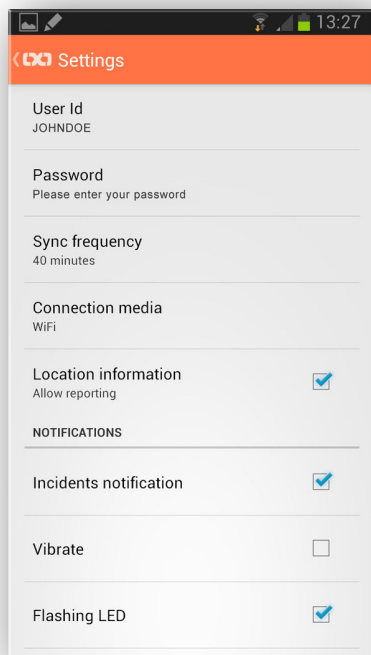 13:27
Settings
User Id
JOHNDOE
Password
Please enter your password
Sync frequency
40 minutes
Connection media
WiFi
Location information
Allow reporting
NOTIFICATIONS
Incidents notification
Vibrate
Flashing LED